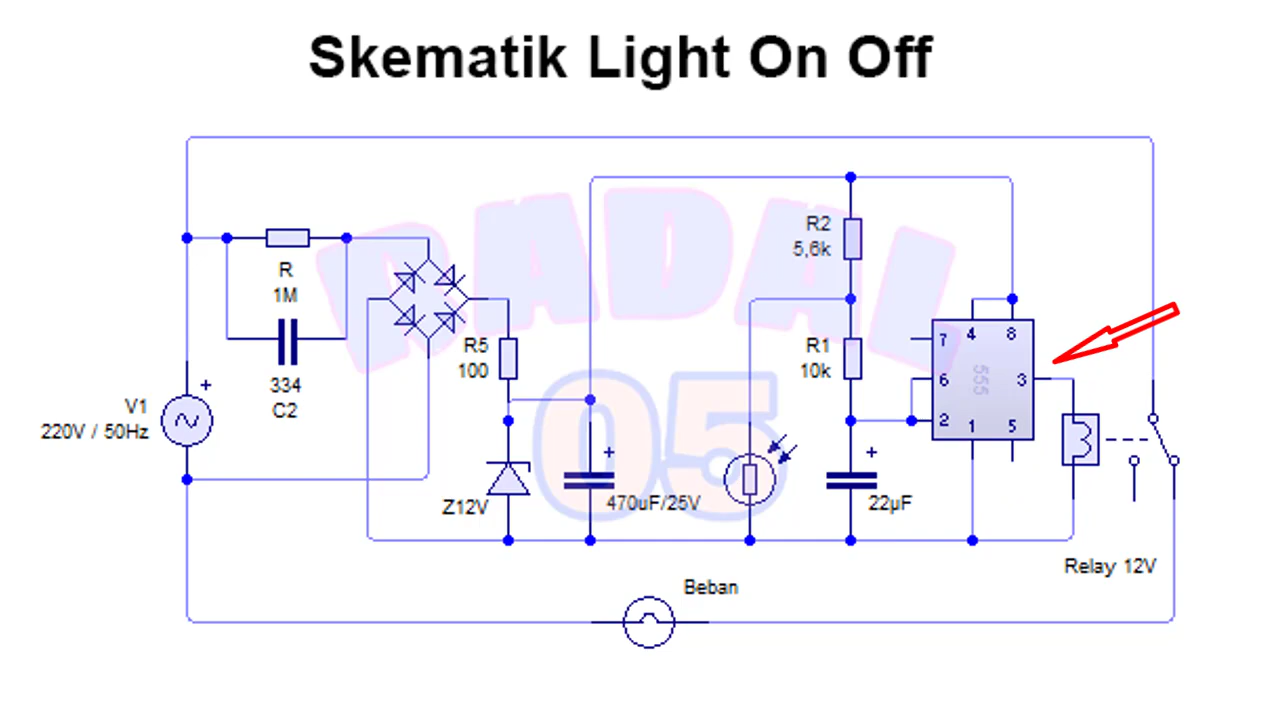 Skematik Light On Off
RADAL
05
R
1M
334
C2
V1
220V / 50Hz
+
R5
100
Z12V
+
470uF/25V
R2
5,6k
R1
10k
+
22µF
7
4
8
6
555
3
2
1
5
Relay 12V
Beban